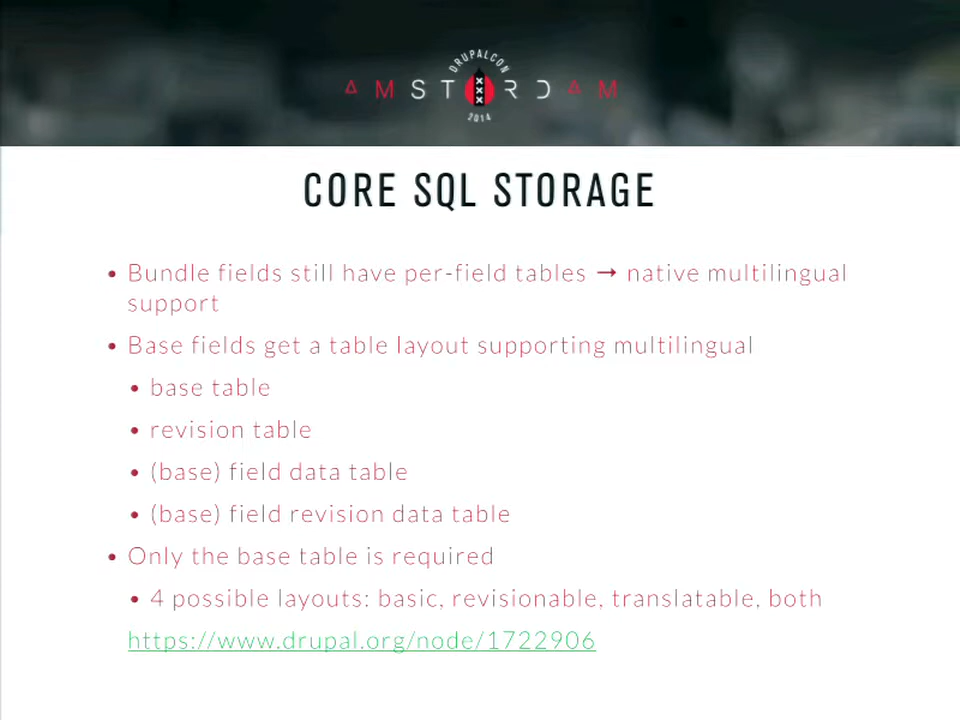 DRUPALCON
AMSTERDAM
2014
CORE SQL STORAGE
• Bundle fields still have per-field tables → native multilingual
support
• Base fields get a table layout supporting multilingual
• base table
• revision table
• (base) field data table
• (base) field revision data table
• Only the base table is required
• 4 possible layouts: basic, revisionable, translatable, both
https://www.drupal.org/node/1722906